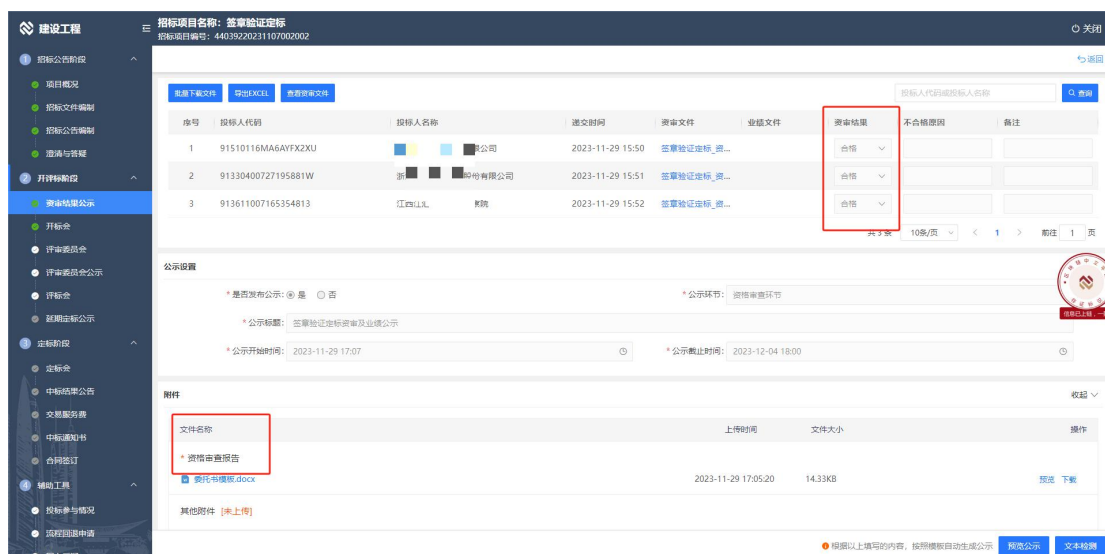 建设工程
招标项目名称：签章验证定标
招标项目编号：44039220231107002002
关闭
1 招标公告阶段
项目概况
招标文件编制
招标公告编制
澄清与答疑
2 开评标阶段
资审结果公示
开标会
评审委员会
评审委员会公示
评标会
延期定标公示
3 定标阶段
定标会
中标结果公告
交易服务费
中标通知书
合同签订
4 辅助工具
投标参与情况
流程回退申请
返回
批量下载文件 导出EXCEL 查看资审文件 投标人代码或投标人名称 查询
序号 投标人代码 投标人名称 递交时间 资审文件 业绩文件 资审结果 不合格原因 备注
1 91510116MA6AYFX2XU 限公司 2023-11-29 15:50 签章验证定标_资... 合格
2 91330400727195881W 浙 股份有限公司 2023-11-29 15:51 签章验证定标_资... 合格
3 913611007165354813 江西 2023-11-29 15:52 签章验证定标_资... 合格
共3条 10条/页 < 1 > 前往 1 页
公示设置
* 是否发布公示: 是 否 * 公示环节: 资格审查环节
* 公示标题: 签章验证定标资审及业绩公示
* 公示开始时间: 2023-11-29 17:07 * 公示截止时间: 2023-12-04 18:00
信息已上链，一
附件 收起
文件名称 上传时间 文件大小 操作
* 资格审查报告
委托书模板.docx 2023-11-29 17:05:20 14.33KB 预览 下载
其他附件 [未上传]
根据以上填写的内容，按照模板自动生成公示 预览公示 文本检测